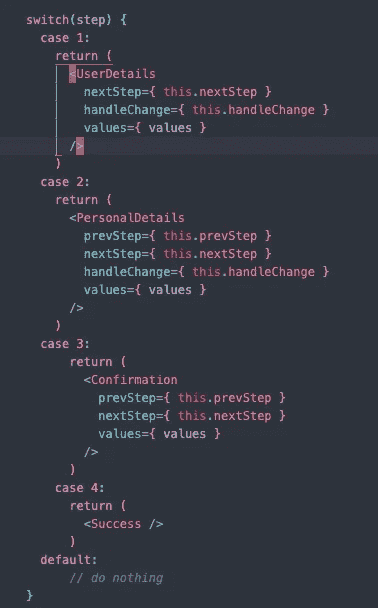 switch(step) {
  case 1:
    return (
      <UserDetails
        nextStep={ this.nextStep }
        handleChange={ this.handleChange }
        values={ values }
      />
    )
  case 2:
    return (
      <PersonalDetails
        prevStep={ this.prevStep }
        nextStep={ this.nextStep }
        handleChange={ this.handleChange }
        values={ values }
      />
    )
  case 3:
      return (
        <Confirmation
          prevStep={ this.prevStep }
          nextStep={ this.nextStep }
          values={ values }
        />
      )
    case 4:
      return (
        <Success />
      )
  default:
      // do nothing
}